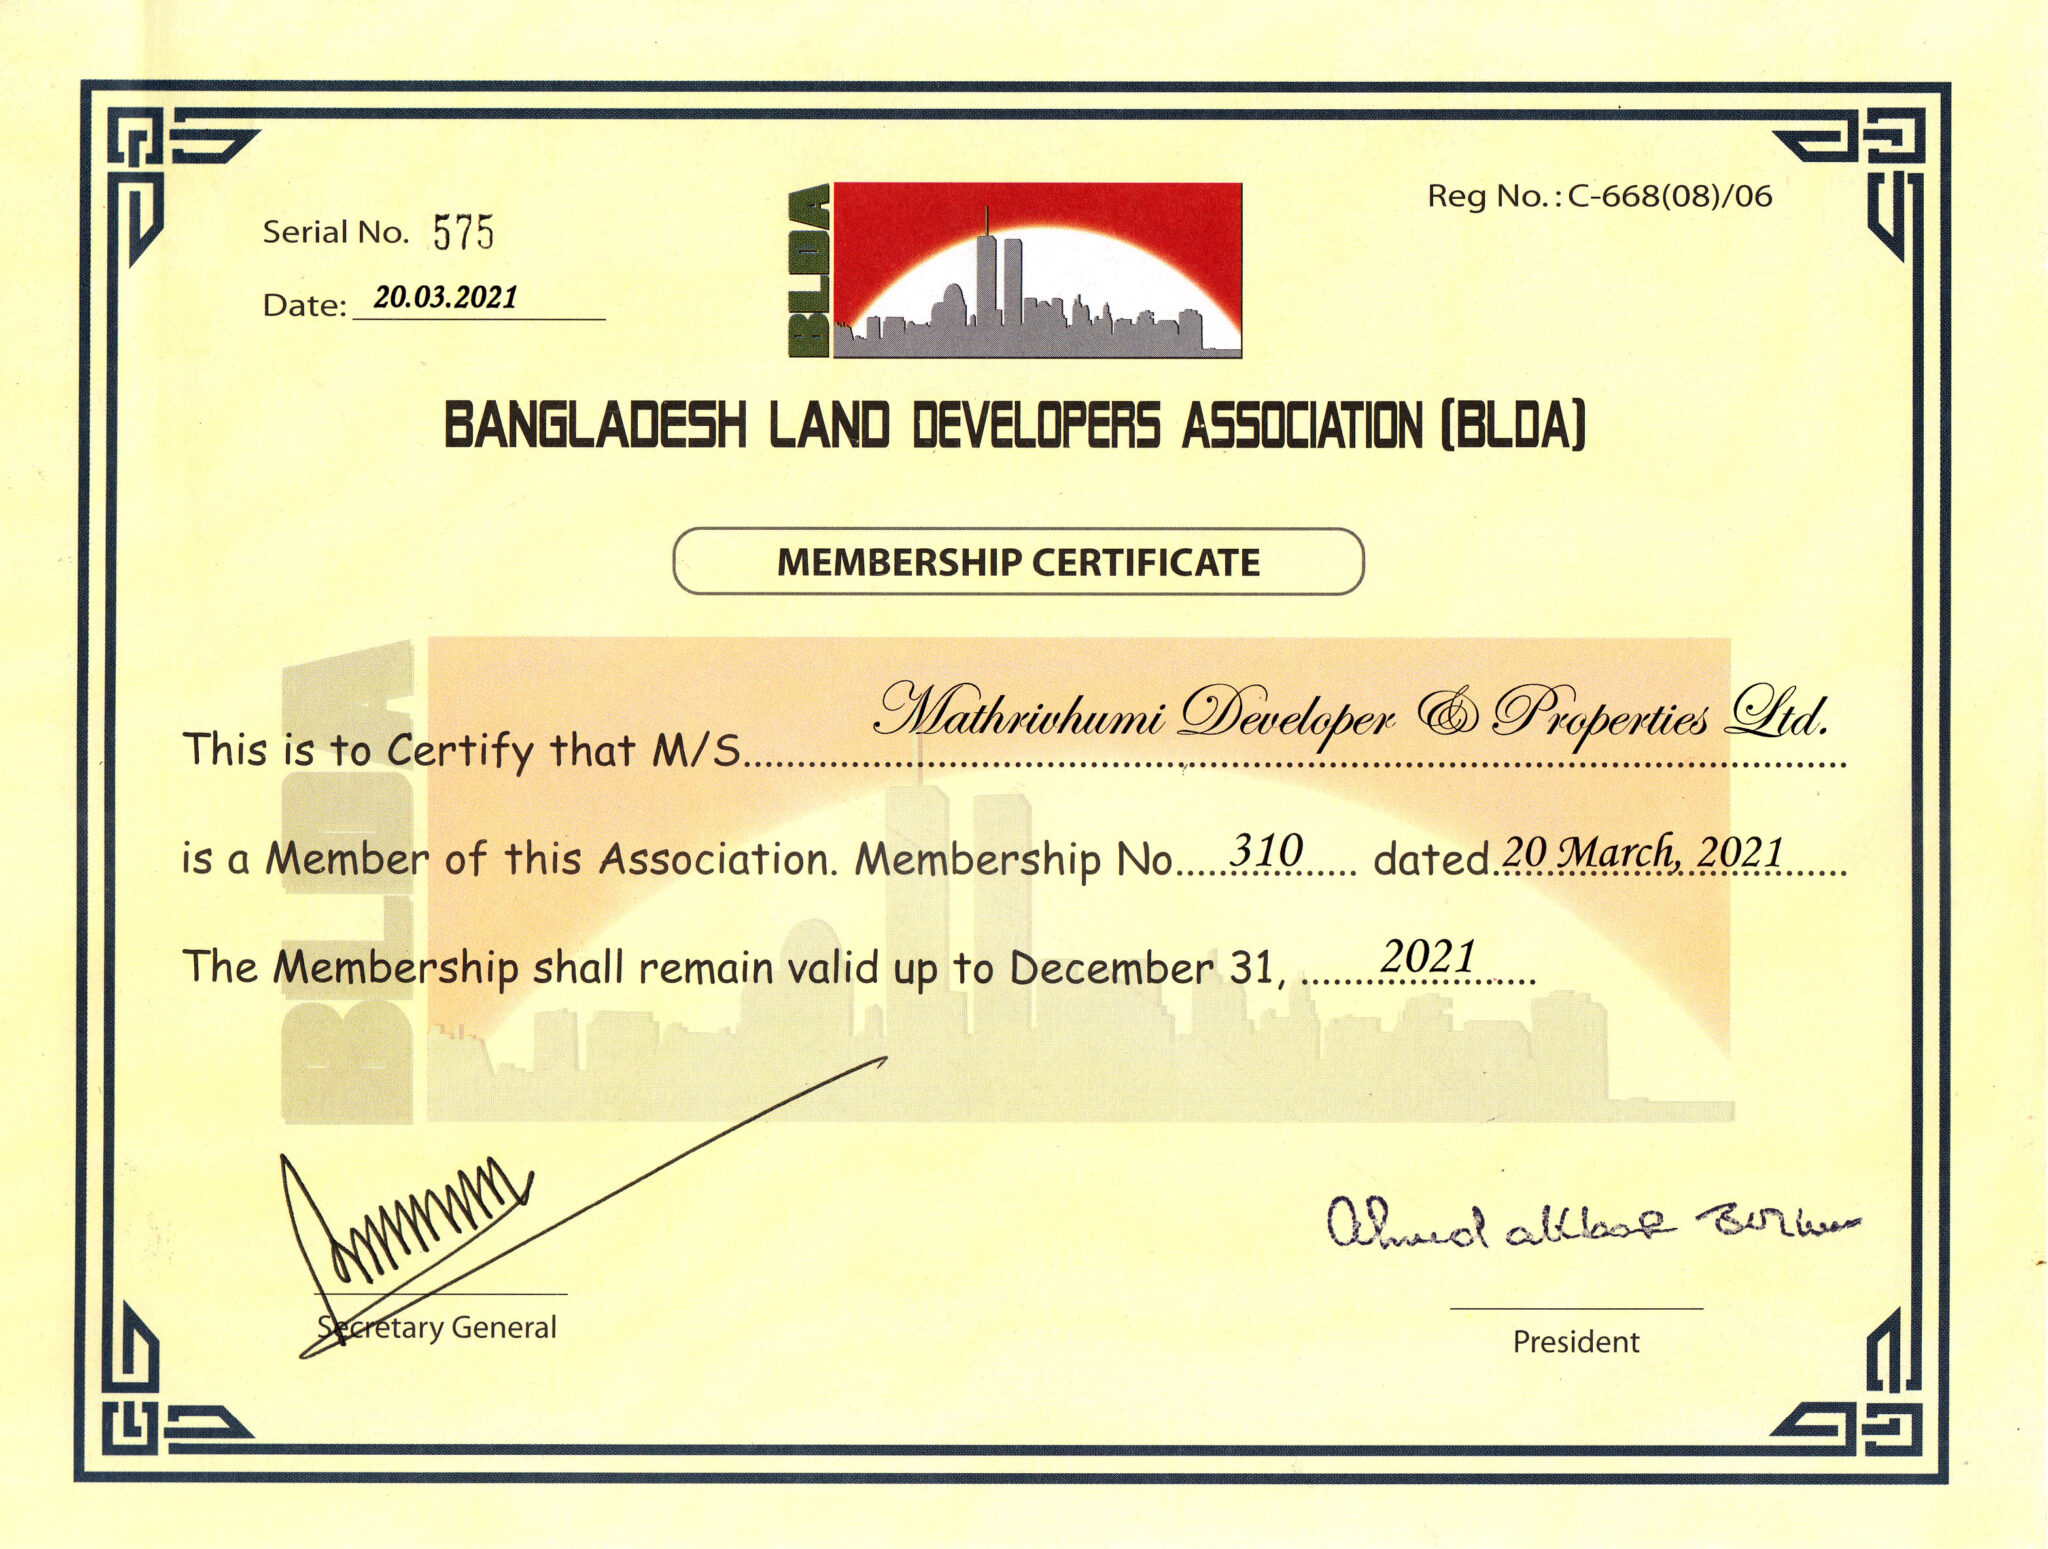 Serial No. 575
Date: 20.03.2021
BLDA
Reg No.: C-668(08)/06
BANGLADESH LAND DEVELOPERS ASSOCIATION (BLDA)
MEMBERSHIP CERTIFICATE
BLDA
This is to Certify that M/S. Mathrivhumi Developer & Properties Ltd.
is a Member of this Association. Membership No. 310 dated 20 March, 2021
The Membership shall remain valid up to December 31, 2021
Ahmed akbar
Secretary General
President